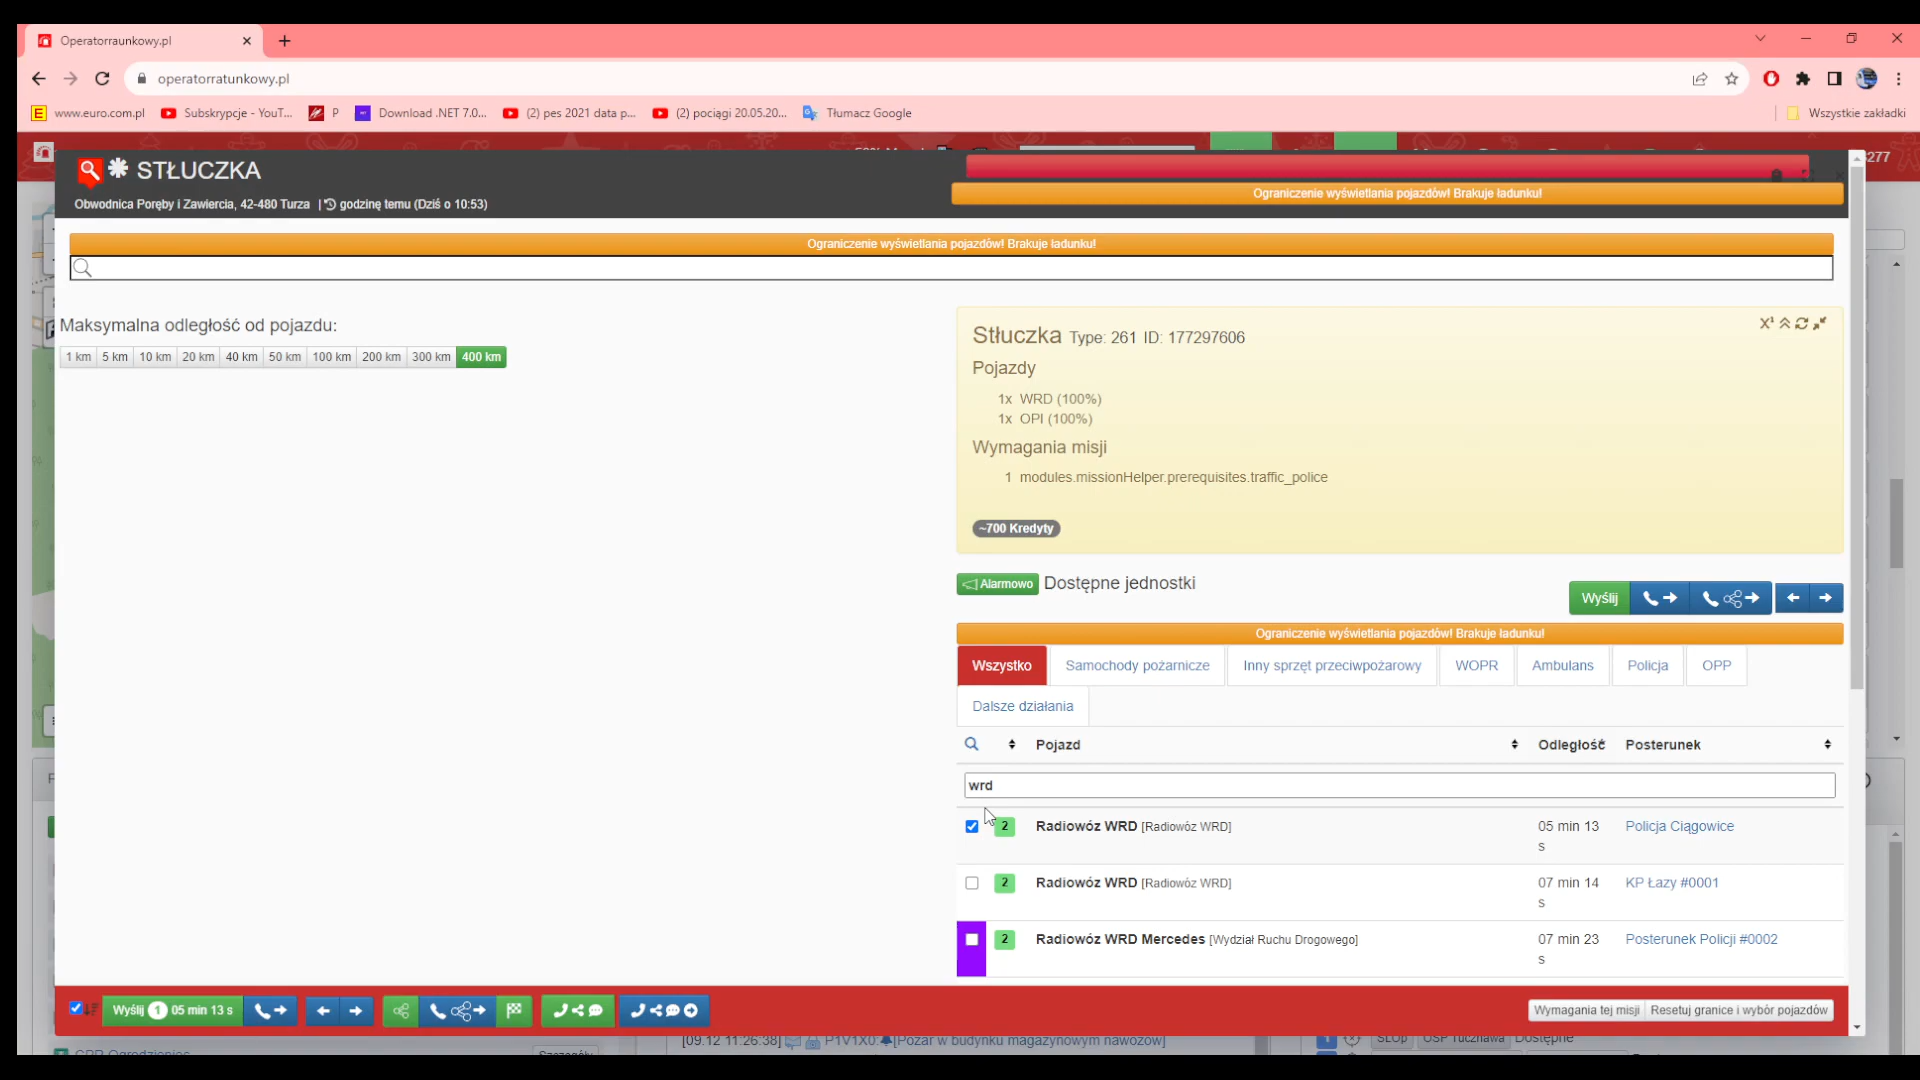 Operatorraunkowy.pl
operatorratunkowy.pl
www.euro.com.pl
Subskrypcje - YouT...
P
Download .NET 7.0...
(2) pes 2021 data p...
(2) pociągi 20.05.20...
Tłumacz Google
Wszystkie zakładki
277
STŁUCZKA
Obwodnica Poręby i Zawiercia, 42-480 Turza | godzinę temu (Dziś o 10:53)
Ograniczenie wyświetlania pojazdów! Brakuje ładunku!
Ograniczenie wyświetlania pojazdów! Brakuje ładunku!
Maksymalna odległość od pojazdu:
1 km 5 km 10 km 20 km 40 km 50 km 100 km 200 km 300 km 400 km
Stłuczka Type: 261 ID: 177297606
X¹
Pojazdy
1x WRD (100%)
1x OPI (100%)
Wymagania misji
1 modules.missionHelper.prerequisites.traffic_police
~700 Kredyty
Alarmowo Dostępne jednostki
Wyślij
Ograniczenie wyświetlania pojazdów! Brakuje ładunku!
Wszystko Samochody pożarnicze Inny sprzęt przeciwpożarowy WOPR Ambulans Policja OPP
Dalsze działania
Pojazd Odległość Posterunek
wrd
2 Radiowóz WRD [Radiowóz WRD] 05 min 13 s Policja Ciągowice
2 Radiowóz WRD [Radiowóz WRD] 07 min 14 s KP Łazy #0001
2 Radiowóz WRD Mercedes [Wydział Ruchu Drogowego] 07 min 23 s Posterunek Policji #0002
Wyślij 1 05 min 13 s
Wymagania tej misji Resetuj granice i wybór pojazdów
[09.12 11:26:38] P1V1X0: [Pożar w budynku magazynowym nawozów]
SLOp OSP Tucznawa Dostępne